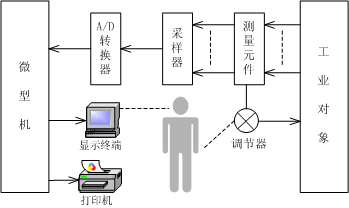 微型机
A/D
转换器
采样器
测量元件
工业对象
显示终端
调节器
打印机